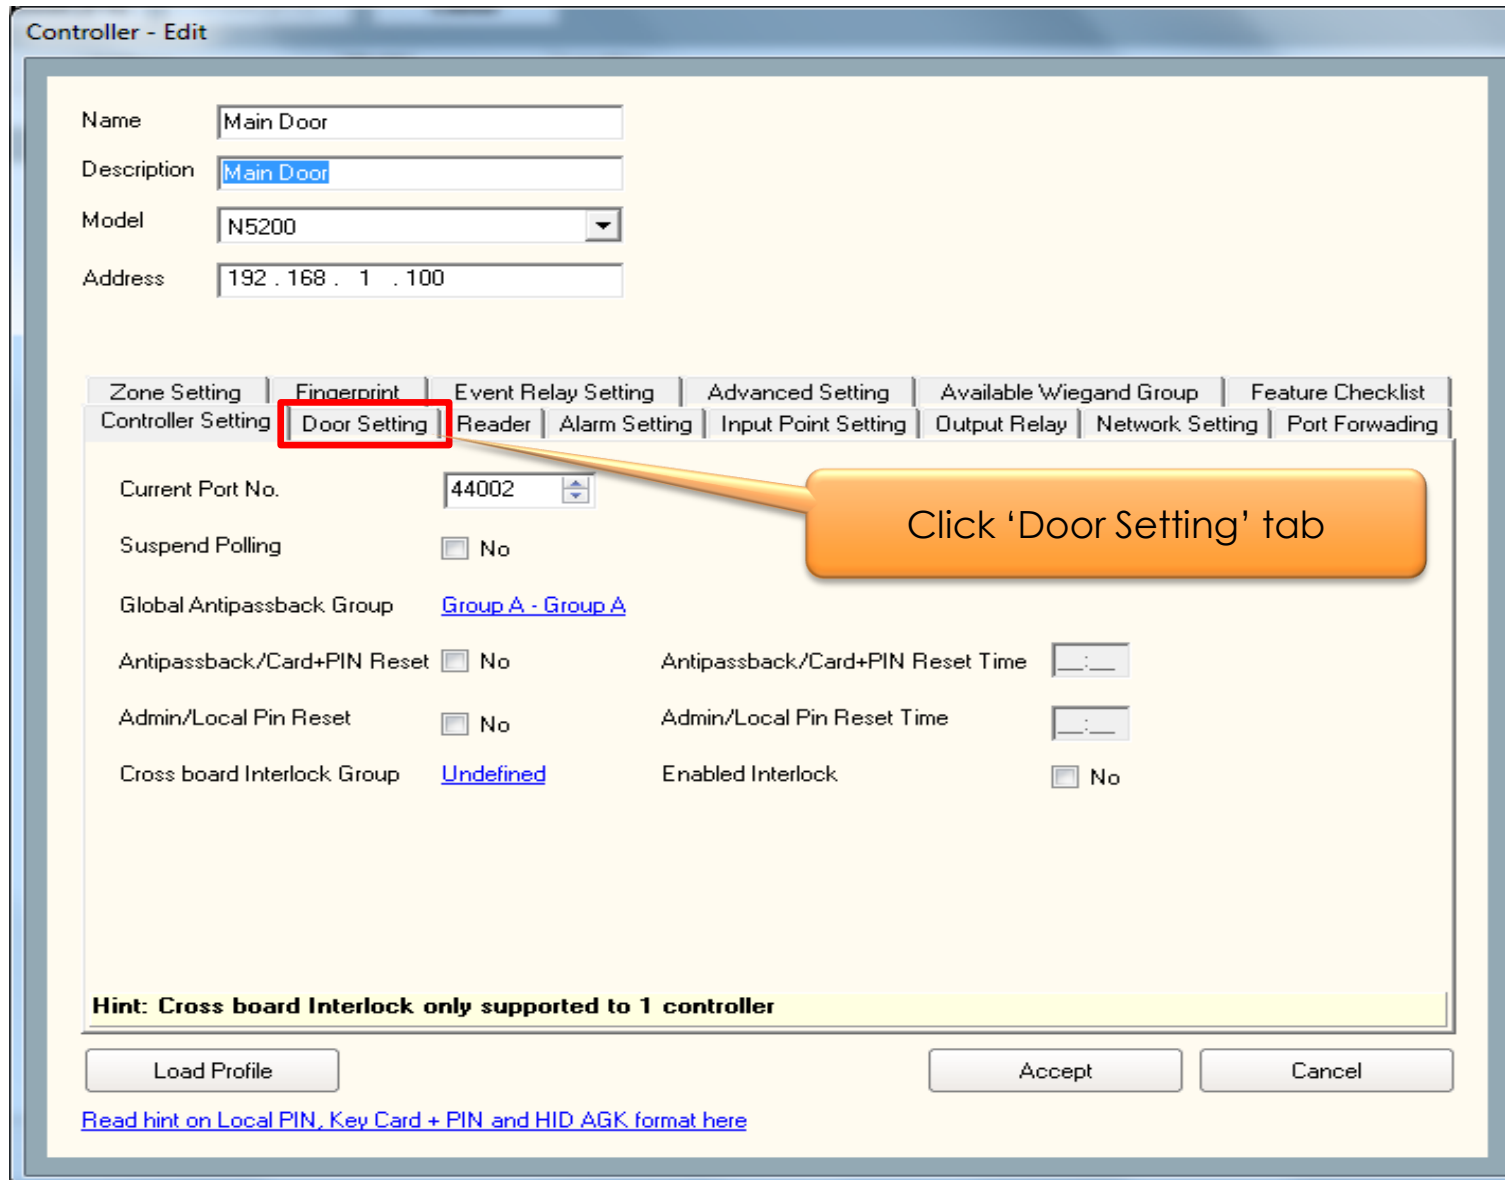 Controller - Edit
Name Main Door
Description Main Door
Model N5200
Address 192 . 168 . 1 . 100
Zone Setting Fingerprint Event Relay Setting Advanced Setting Available Wiegand Group Feature Checklist
Controller Setting Door Setting Reader Alarm Setting Input Point Setting Output Relay Network Setting Port Forwading
Current Port No. 44002
Click ‘Door Setting’ tab
Suspend Polling No
Global Antipassback Group Group A - Group A
Antipassback/Card+PIN Reset No Antipassback/Card+PIN Reset Time __:__
Admin/Local Pin Reset No Admin/Local Pin Reset Time __:__
Cross board Interlock Group Undefined Enabled Interlock No
Hint: Cross board Interlock only supported to 1 controller
Load Profile Accept Cancel
Read hint on Local PIN, Key Card + PIN and HID AGK format here